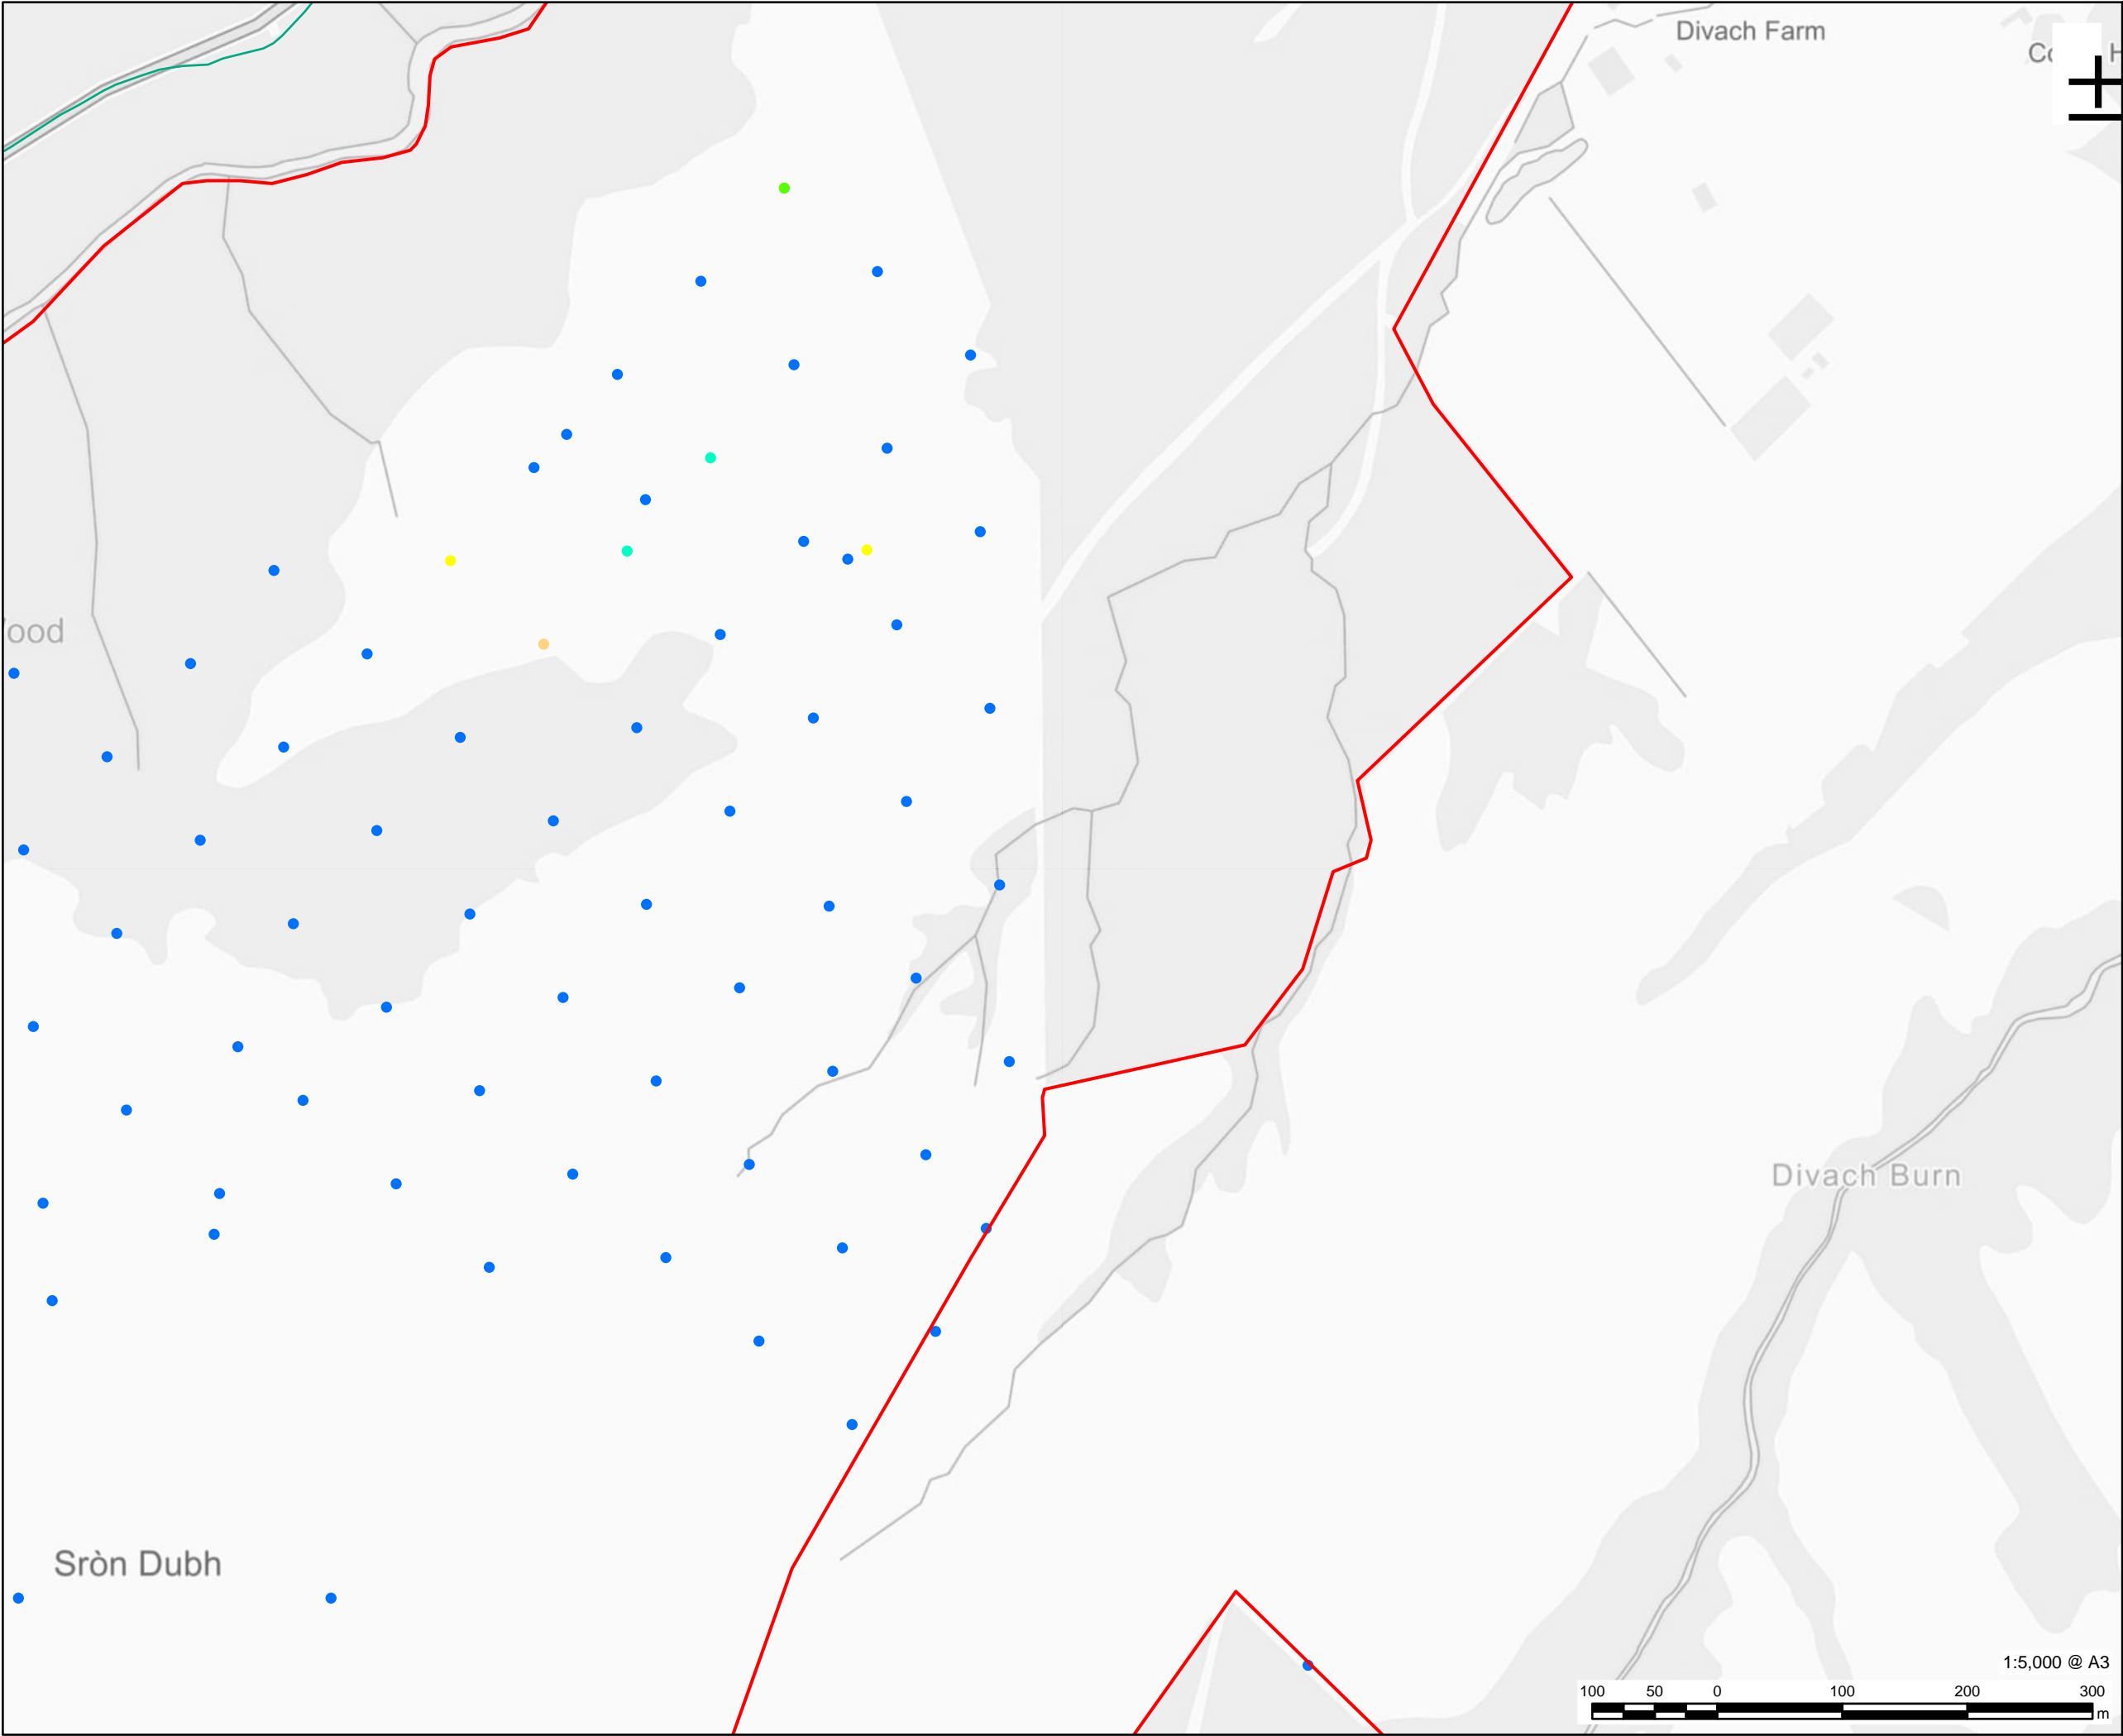 Divach Farm
ood
Divach Burn
Sròn Dubh
1:5,000 @ A3
100 50 0 100 200 300
m